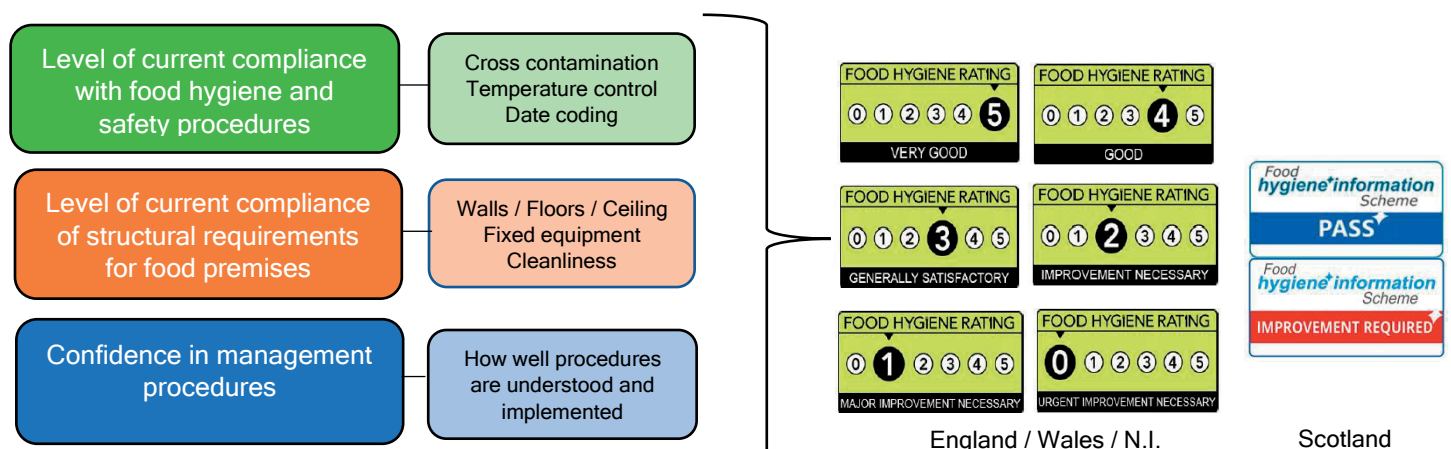 Level of current compliance
with food hygiene and
safety procedures
Cross contamination
Temperature control
Date coding
Level of current compliance
of structural requirements
for food premises
Walls / Floors / Ceiling
Fixed equipment
Cleanliness
Confidence in management
procedures
How well procedures
are understood and
implemented
FOOD HYGIENE RATING
0 1 2 3 4 5
VERY GOOD
FOOD HYGIENE RATING
0 1 2 3 4 5
GOOD
FOOD HYGIENE RATING
0 1 2 3 4 5
GENERALLY SATISFACTORY
FOOD HYGIENE RATING
0 1 2 3 4 5
IMPROVEMENT NECESSARY
FOOD HYGIENE RATING
0 1 2 3 4 5
MAJOR IMPROVEMENT NECESSARY
FOOD HYGIENE RATING
0 1 2 3 4 5
URGENT IMPROVEMENT NECESSARY
England / Wales / N.I.
Food
hygiene information
Scheme
PASS
Food
hygiene information
Scheme
IMPROVEMENT REQUIRED
Scotland